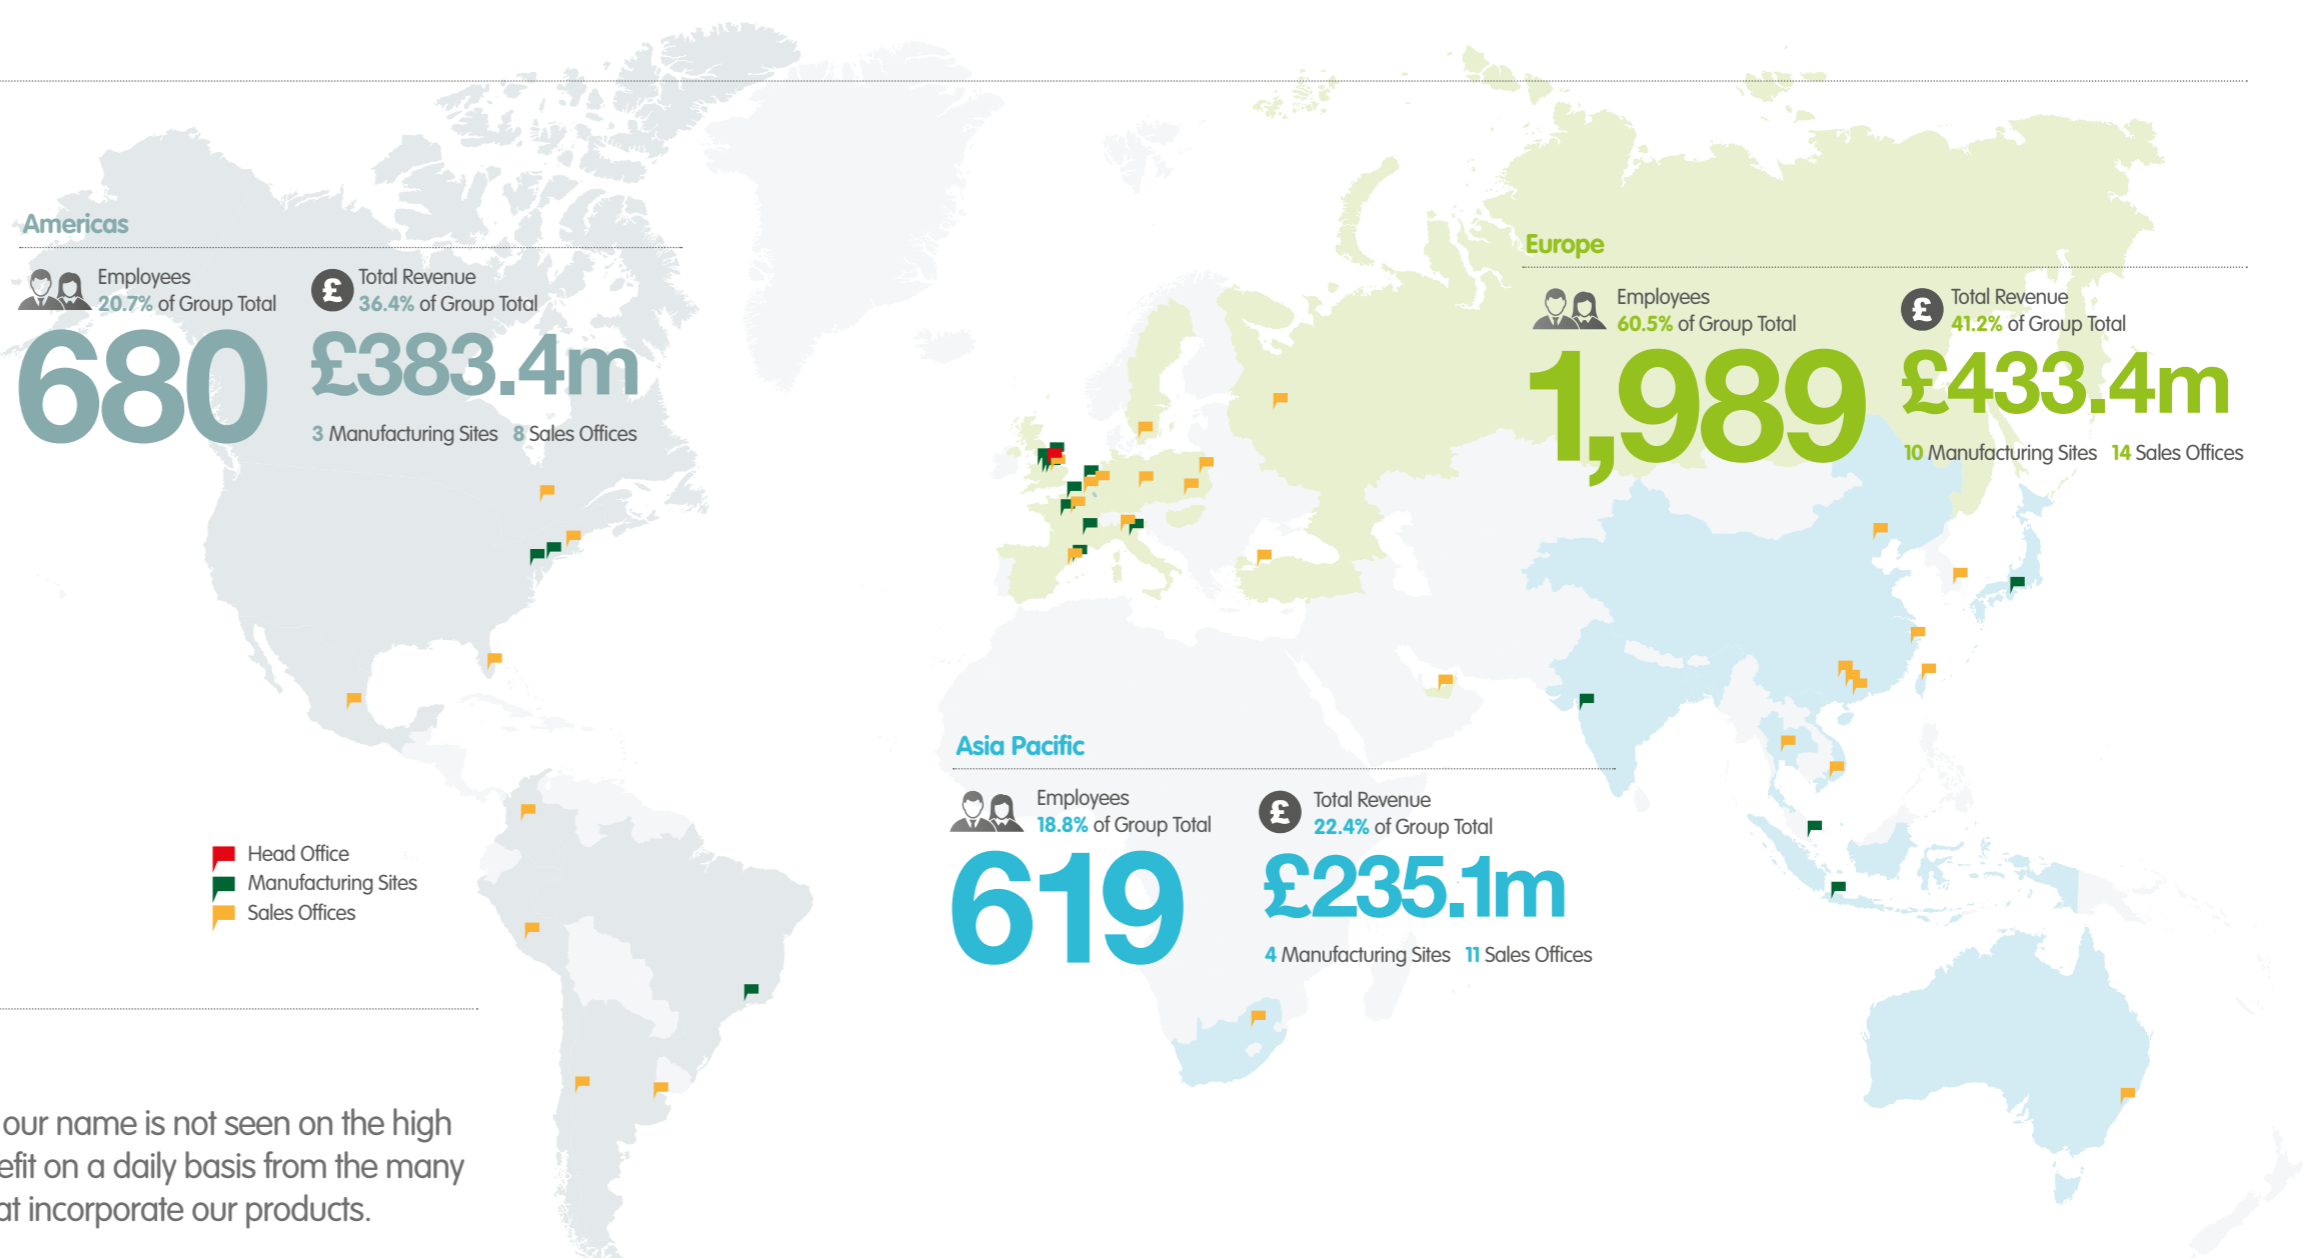 Americas
Employees
20.7% of Group Total
680
Total Revenue
36.4% of Group Total
£383.4m
3 Manufacturing Sites 8 Sales Offices
Europe
Employees
60.5% of Group Total
1,989
Total Revenue
41.2% of Group Total
£433.4m
10 Manufacturing Sites 14 Sales Offices
Asia Pacific
Employees
18.8% of Group Total
619
Total Revenue
22.4% of Group Total
£235.1m
4 Manufacturing Sites 11 Sales Offices
Head Office
Manufacturing Sites
Sales Offices
our name is not seen on the high
efit on a daily basis from the many
at incorporate our products.